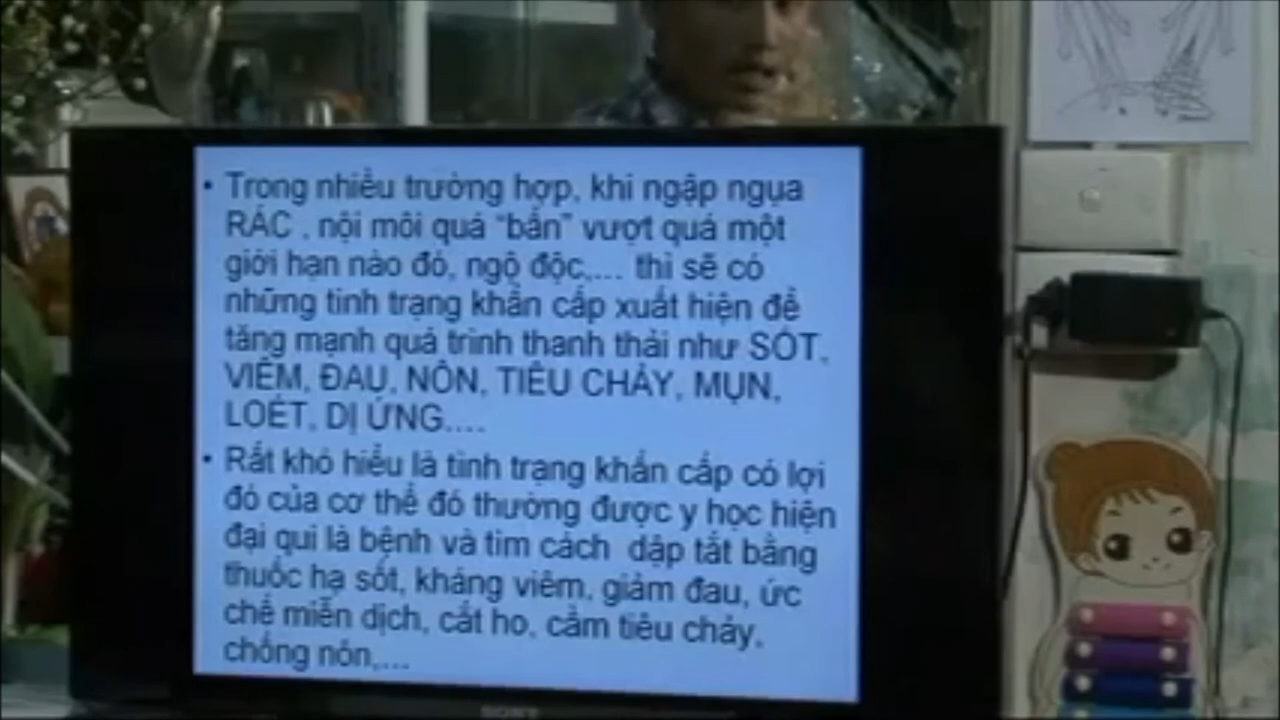 • Trong nhiều trường hợp, khi ngập ngụa
RÁC , nội môi quá “bẩn” vượt quá một
giới hạn nào đó, ngộ độc,... thì sẽ có
những tình trạng khẩn cấp xuất hiện để
tăng mạnh quá trình thanh thải như SỐT,
VIÊM, ĐAU, NÔN, TIÊU CHẢY, MỤN,
LOÉT, DỊ ỨNG....
• Rất khó hiểu là tình trạng khẩn cấp có lợi
đó của cơ thể đó thường được y học hiện
đại qui là bệnh và tìm cách dập tắt bằng
thuốc hạ sốt, kháng viêm, giảm đau, ức
chế miễn dịch, cắt ho, cầm tiêu chảy,
chống nôn,...
SONY